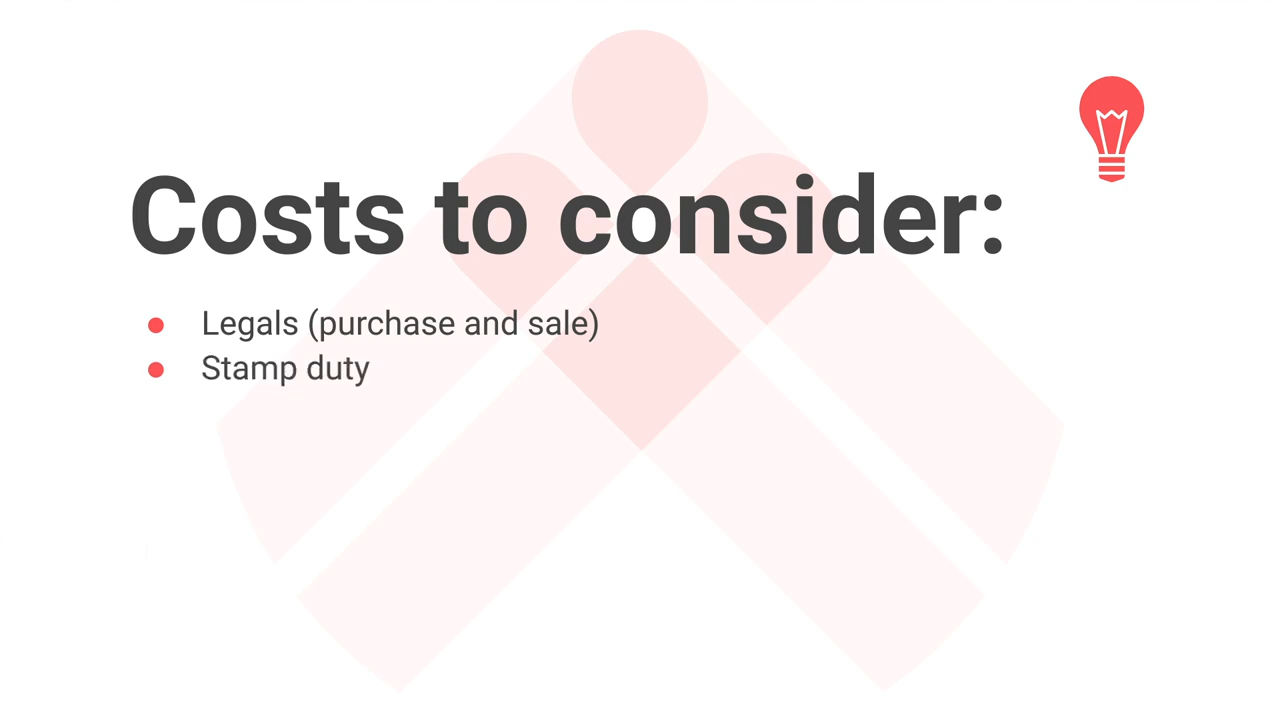 Costs to consider:
● Legals (purchase and sale)
● Stamp duty